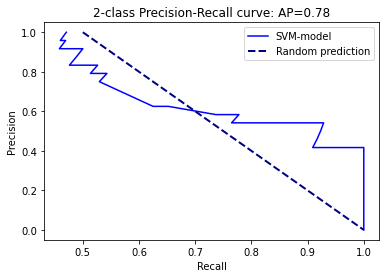 2-class Precision-Recall curve: AP=0.78
SVM-model
Random prediction
Precision
1.0
0.8
0.6
0.4
0.2
0.0
0.5
0.6
0.7
0.8
0.9
1.0
Recall